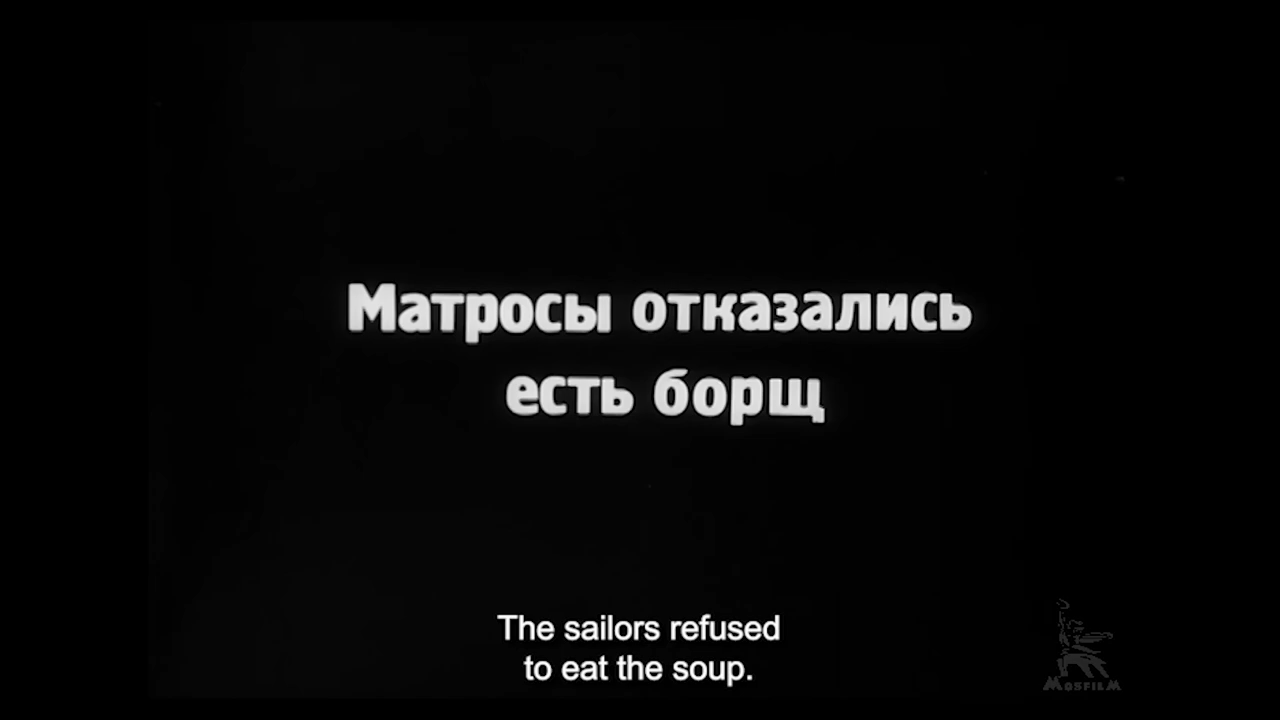 Матросы отказались
есть борщ
The sailors refused
to eat the soup.
MOSFILM